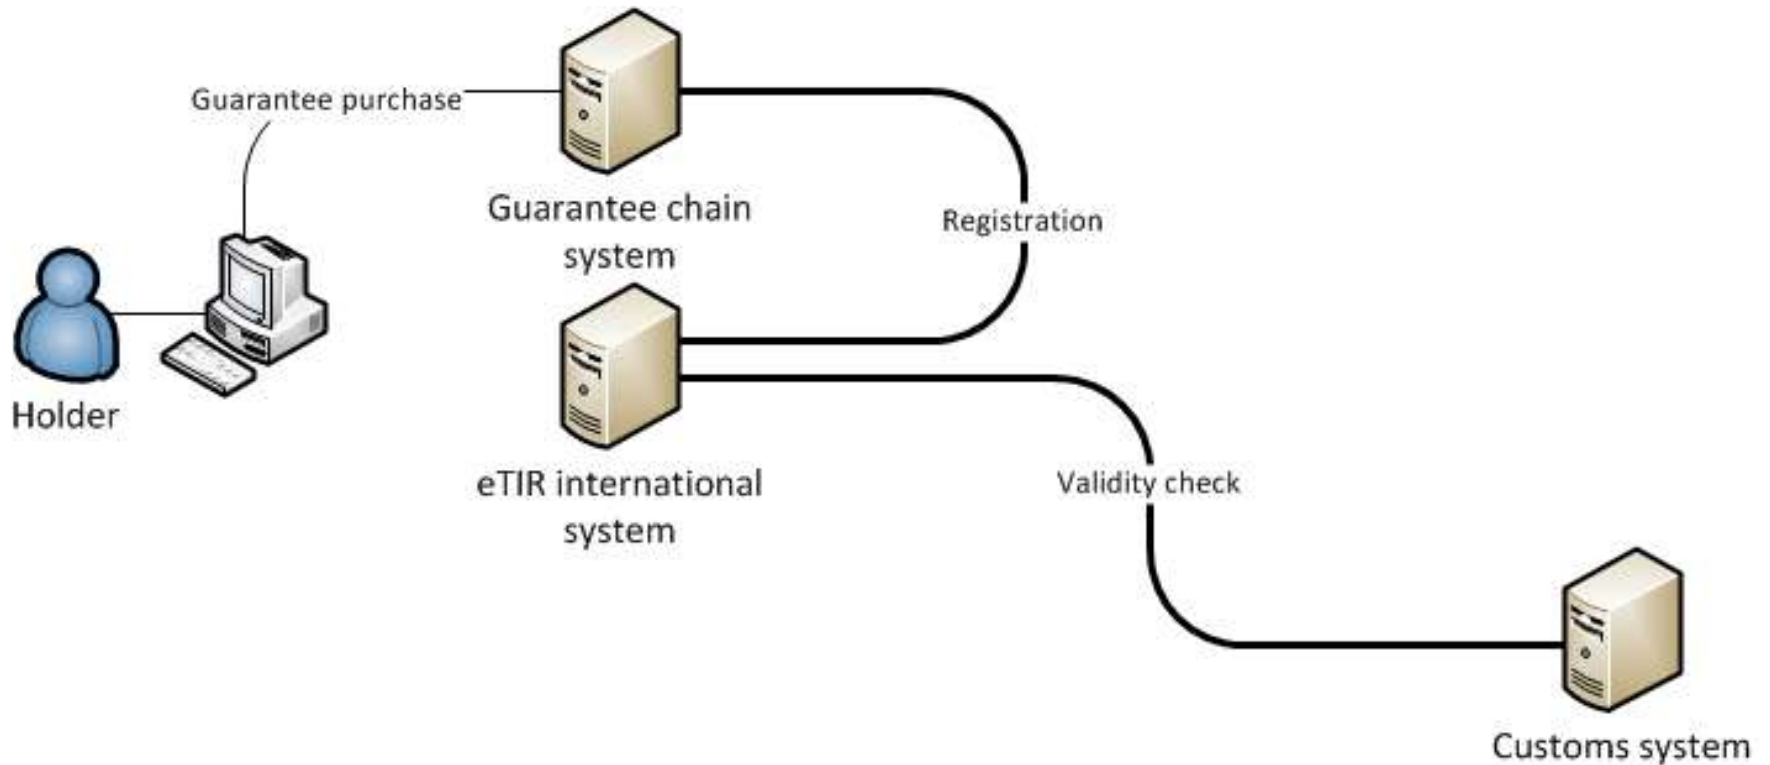 Guarantee purchase
Guarantee chain
system
Registration
Holder
eTIR international
system
Validity check
Customs system